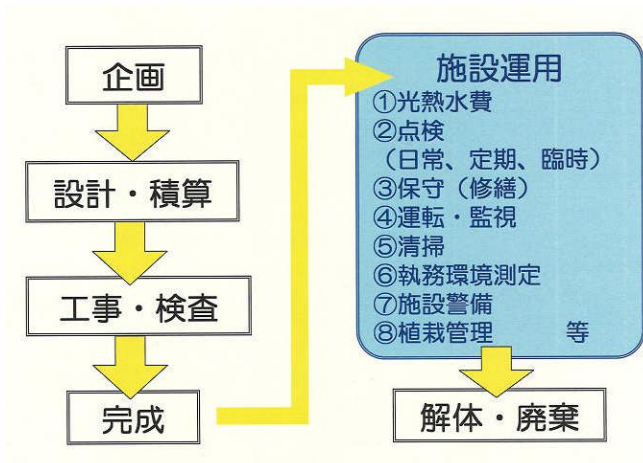 企画
設計・積算
工事・検査
完成
施設運用
①光熱水費
②点検
（日常、定期、臨時）
③保守（修繕）
④運転・監視
⑤清掃
⑥執務環境測定
⑦施設警備
⑧植栽管理　　等
解体・廃棄